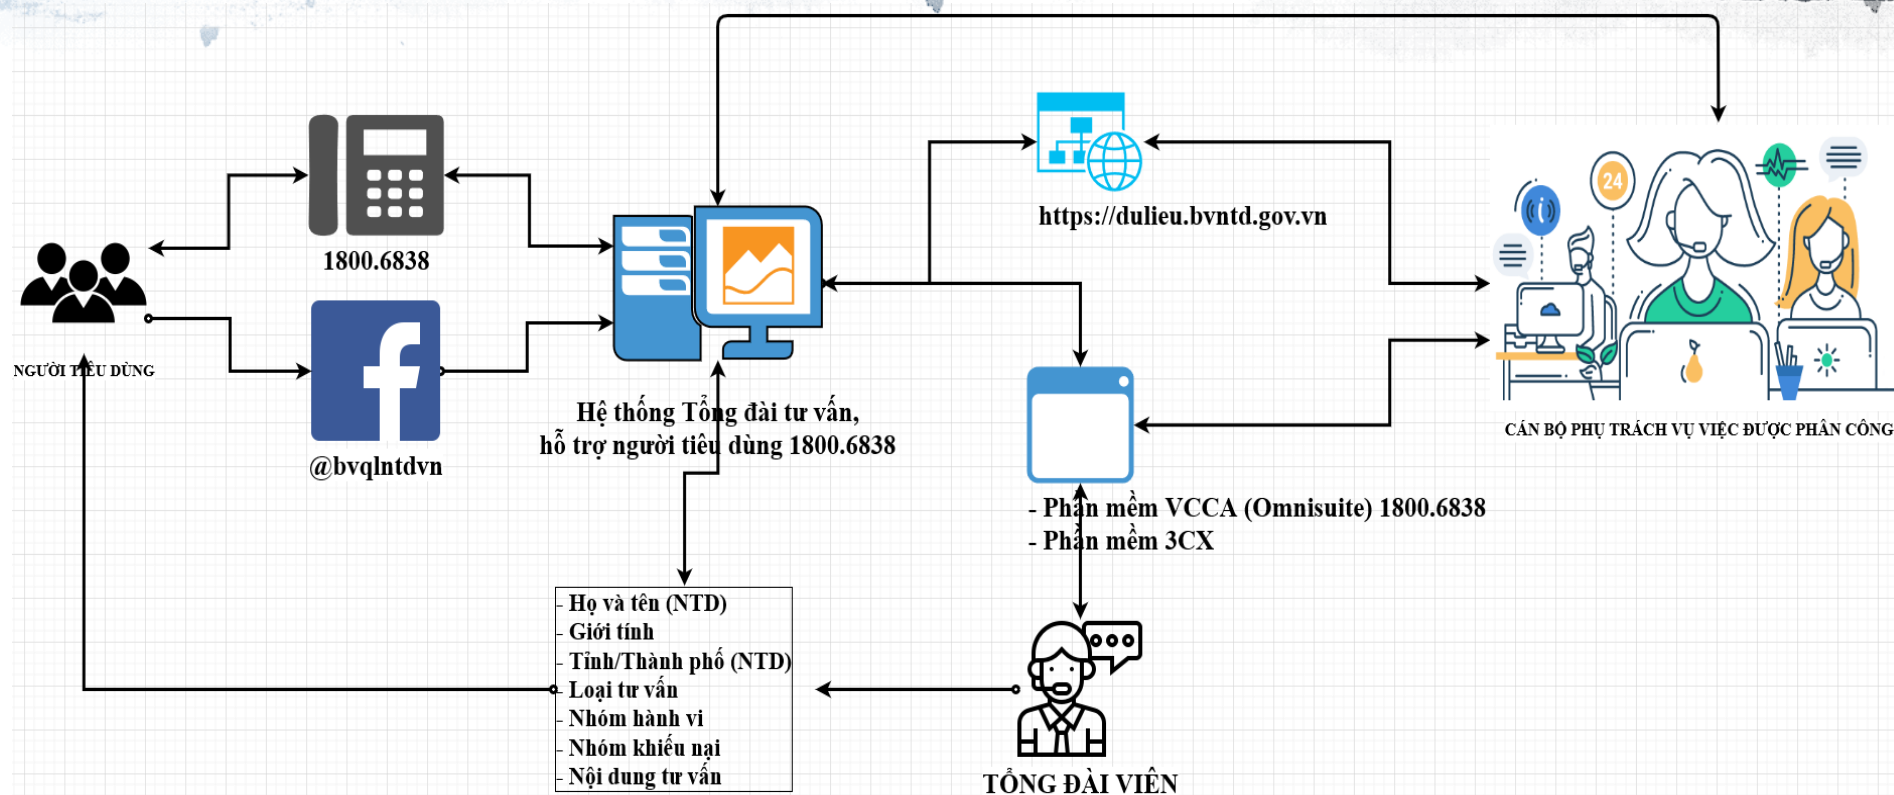 1800.6838
24
https://dulieu.bvntd.gov.vn
NGƯỜI TIÊU DÙNG
f
@bvqlntdvn
Hệ thống Tổng đài tư vấn,
hỗ trợ người tiêu dùng 1800.6838
CÁN BỘ PHỤ TRÁCH VỤ VIỆC ĐƯỢC PHÂN CÔNG
- Phần mềm VCCA (Omnisuite) 1800.6838
- Phần mềm 3CX
- Họ và tên (NTD)
- Giới tính
- Tỉnh/Thành phố (NTD)
- Loại tư vấn
- Nhóm hành vi
- Nhóm khiếu nại
- Nội dung tư vấn
TỔNG ĐÀI VIÊN